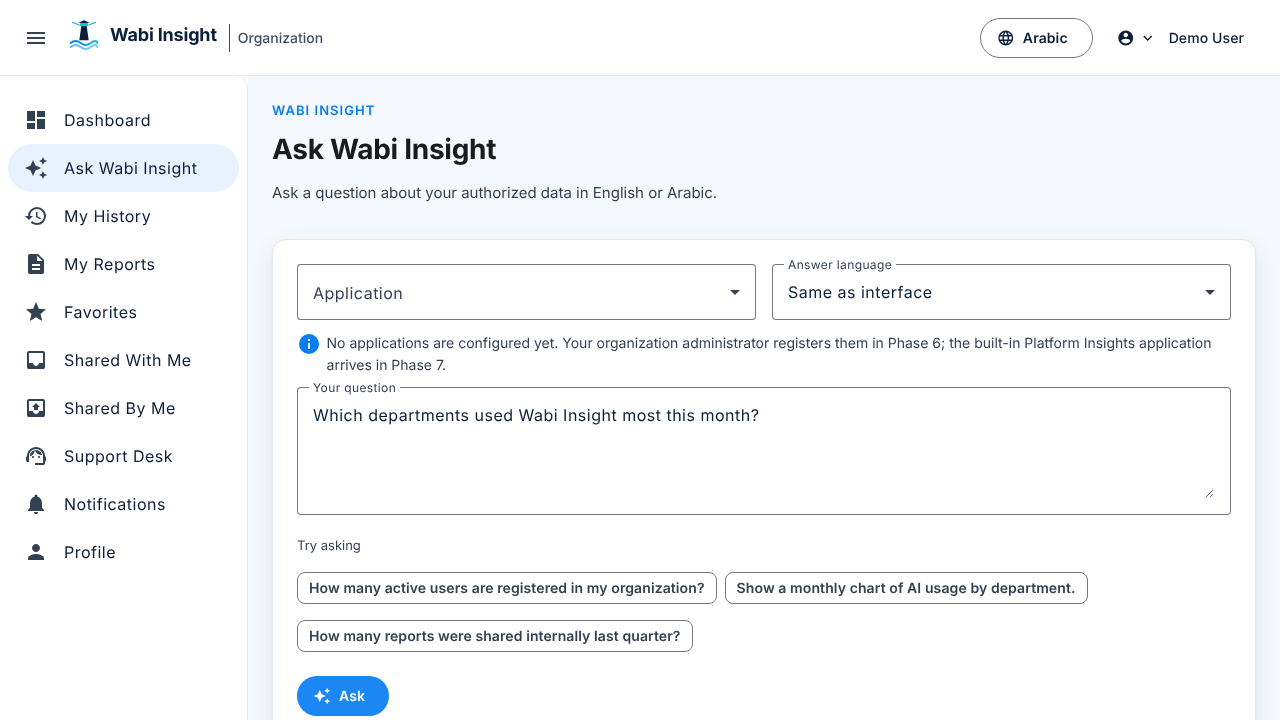 Wabi Insight
Organization
Arabic
Demo User
Dashboard
Ask Wabi Insight
My History
My Reports
Favorites
Shared With Me
Shared By Me
Support Desk
Notifications
Profile
WABI INSIGHT
Ask Wabi Insight
Ask a question about your authorized data in English or Arabic.
Application
Answer language
Same as interface
No applications are configured yet. Your organization administrator registers them in Phase 6; the built-in Platform Insights application
arrives in Phase 7.
Your question
Which departments used Wabi Insight most this month?
Try asking
How many active users are registered in my organization?
Show a monthly chart of AI usage by department.
How many reports were shared internally last quarter?
Ask